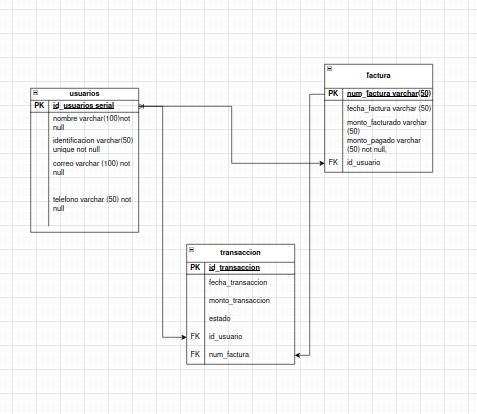 usuarios
PK id_usuarios serial
nombre varchar(100)not
null
identificacion varchar(50)
unique not null
correo varchar (100) not
null
telefono varchar (50) not
null
factura
PK num_factura varchar(50)
fecha_factura varchar (50)
monto_facturado varchar
(50)
monto_pagado varchar
(50) not null,
FK id_usuario
transaccion
PK id_transaccion
fecha_transaccion
monto_transaccion
estado
FK id_usuario
FK num_factura